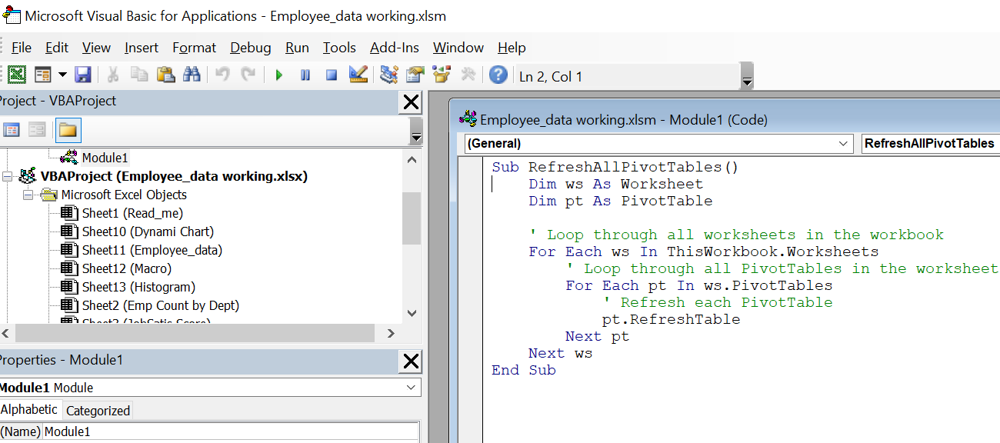 Microsoft Visual Basic for Applications - Employee_data working.xlsm
File Edit View Insert Format Debug Run Tools Add-Ins Window Help
Ln 2, Col 1
Project - VBAProject
Module1
VBAProject (Employee_data working.xlsx)
Microsoft Excel Objects
Sheet1 (Read_me)
Sheet10 (Dynami Chart)
Sheet11 (Employee_data)
Sheet12 (Macro)
Sheet13 (Histogram)
Sheet2 (Emp Count by Dept)
Properties - Module1
Module1 Module
Alphabetic Categorized
(Name) Module1
Employee_data working.xlsm - Module1 (Code)
(General) RefreshAllPivotTables
Sub RefreshAllPivotTables()
Dim ws As Worksheet
Dim pt As PivotTable
' Loop through all worksheets in the workbook
For Each ws In ThisWorkbook.Worksheets
' Loop through all PivotTables in the worksheet
For Each pt In ws.PivotTables
' Refresh each PivotTable
pt.RefreshTable
Next pt
Next ws
End Sub